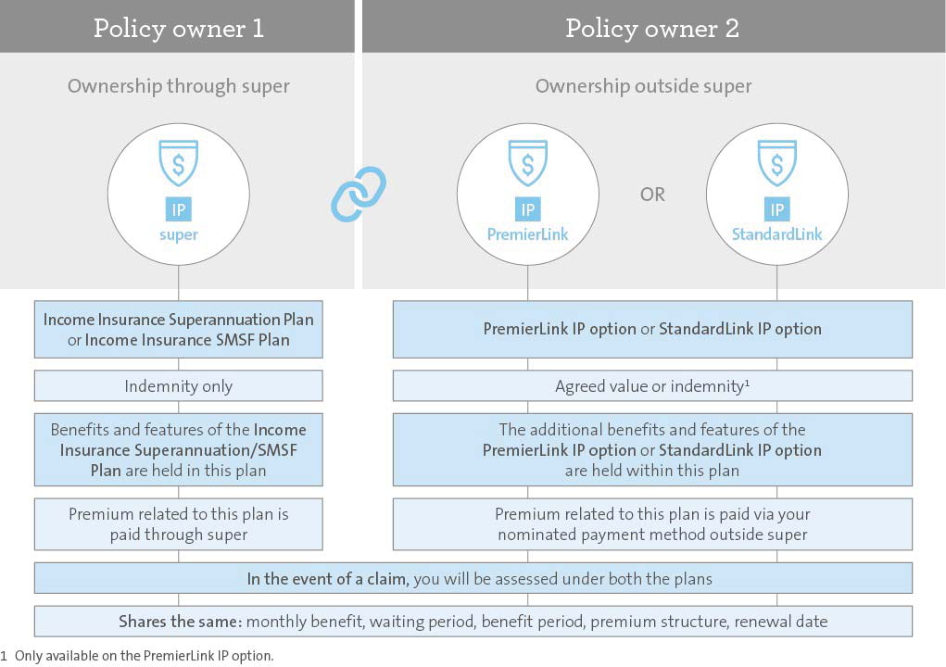 Policy owner 1
Policy owner 2
Ownership through super
Ownership outside super
$
IP
super
$
IP
PremierLink
OR
$
IP
StandardLink
Income Insurance Superannuation Plan
or Income Insurance SMSF Plan
PremierLink IP option or StandardLink IP option
Indemnity only
Agreed value or indemnity¹
Benefits and features of the Income
Insurance Superannuation/SMSF
Plan are held in this plan
The additional benefits and features of the
PremierLink IP option or StandardLink IP option
are held within this plan
Premium related to this plan is
paid through super
Premium related to this plan is paid via your
nominated payment method outside super
In the event of a claim, you will be assessed under both the plans
Shares the same: monthly benefit, waiting period, benefit period, premium structure, renewal date
1 Only available on the PremierLink IP option.